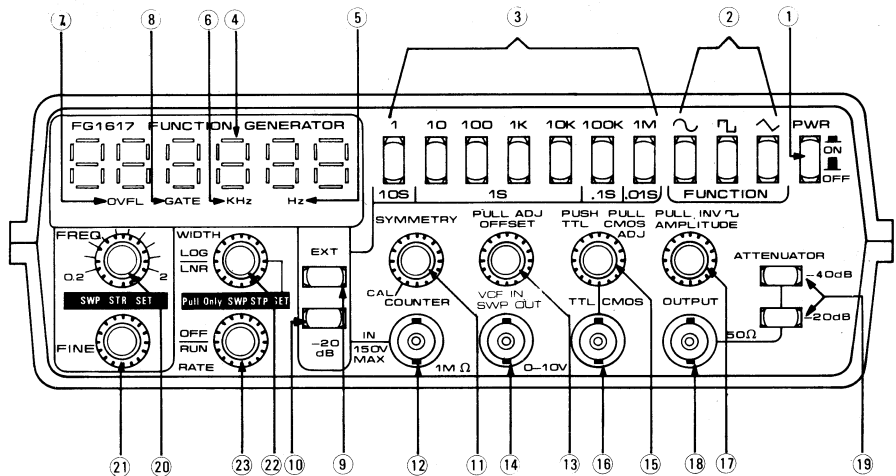 7 8 6 4 5 3 2 1
FG1617 FUNCTION GENERATOR
OVFL GATE KHz Hz
1 10 100 1K 10K 100K 1M PWR
ON
OFF
10S 1S .1S .01S FUNCTION
FREQ
0.2 2
SWP STR SET
FINE
WIDTH
LOG
LNR
Pull Only SWP STP SET
OFF
RUN
RATE
EXT
-20
dB
SYMMETRY
CAL
COUNTER
IN
150V
MAX
1MΩ
PULL ADJ
OFFSET
VCF IN
SWP OUT
0-10V
PUSH PULL
TTL CMOS
ADJ
TTL CMOS
PULL INV
AMPLITUDE
OUTPUT
50Ω
ATTENUATOR
-40dB
-20dB
21 20 23 22 10 9 12 11 14 13 16 15 18 17 19